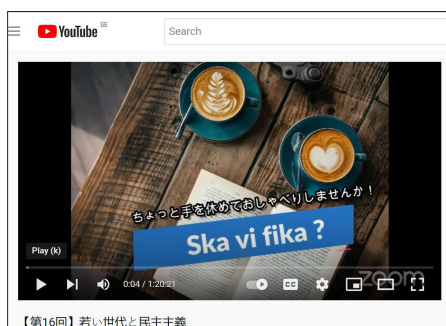 YouTube SE
Search
ちょっと手を休めておしゃべりしませんか！
Ska vi fika ?
Play (k)
0:04 / 1:20:21
CC
zoom
【第16回】若い世代と民主主義